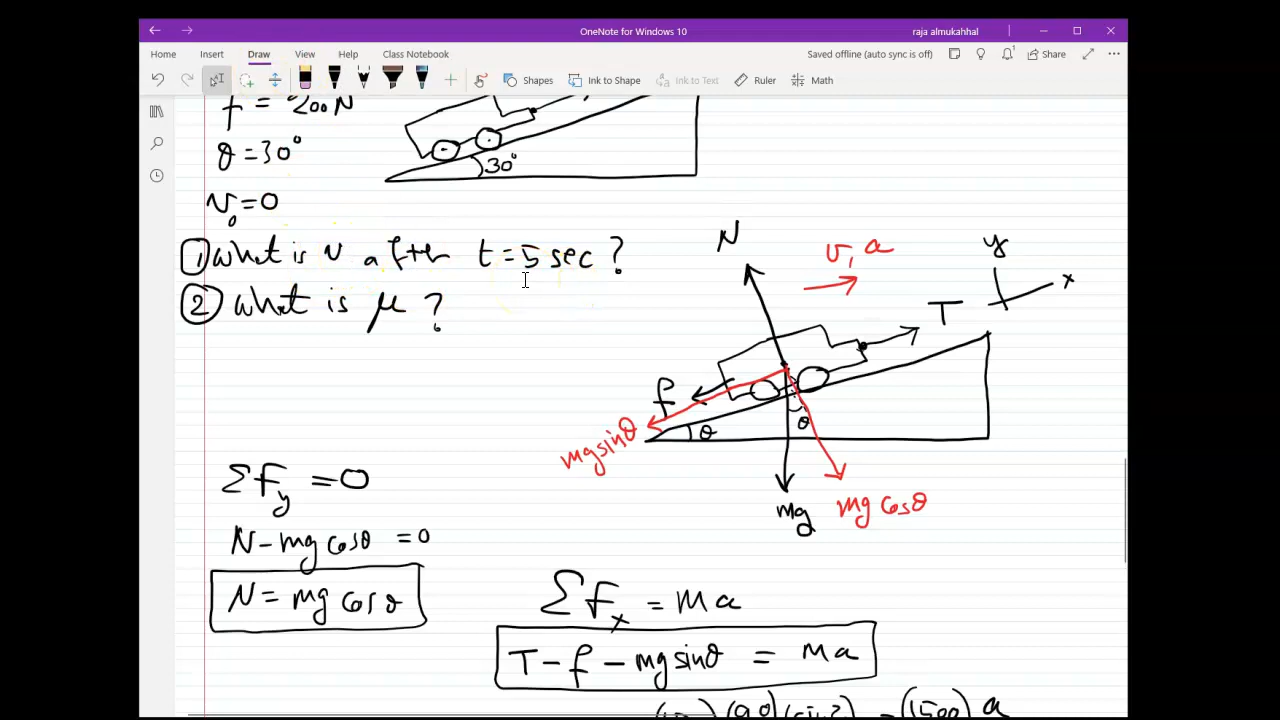 OneNote for Windows 10
raja almukahhal
Home Insert Draw View Help Class Notebook
Saved offline (auto sync is off)
Share
Shapes
Ink to Shape
Ink to Text
Ruler
Math
f = 200 N
θ = 30°
30°
v₀ = 0
① What is v after t = 5 sec ?
② What is μ ?
N
v, a
y
x
T
f
mg sinθ
θ
θ
mg
mg cosθ
ΣFy = 0
N - mg cosθ = 0
N = mg cosθ
ΣFx = Ma
T - f - mg sinθ = Ma
(1500) a